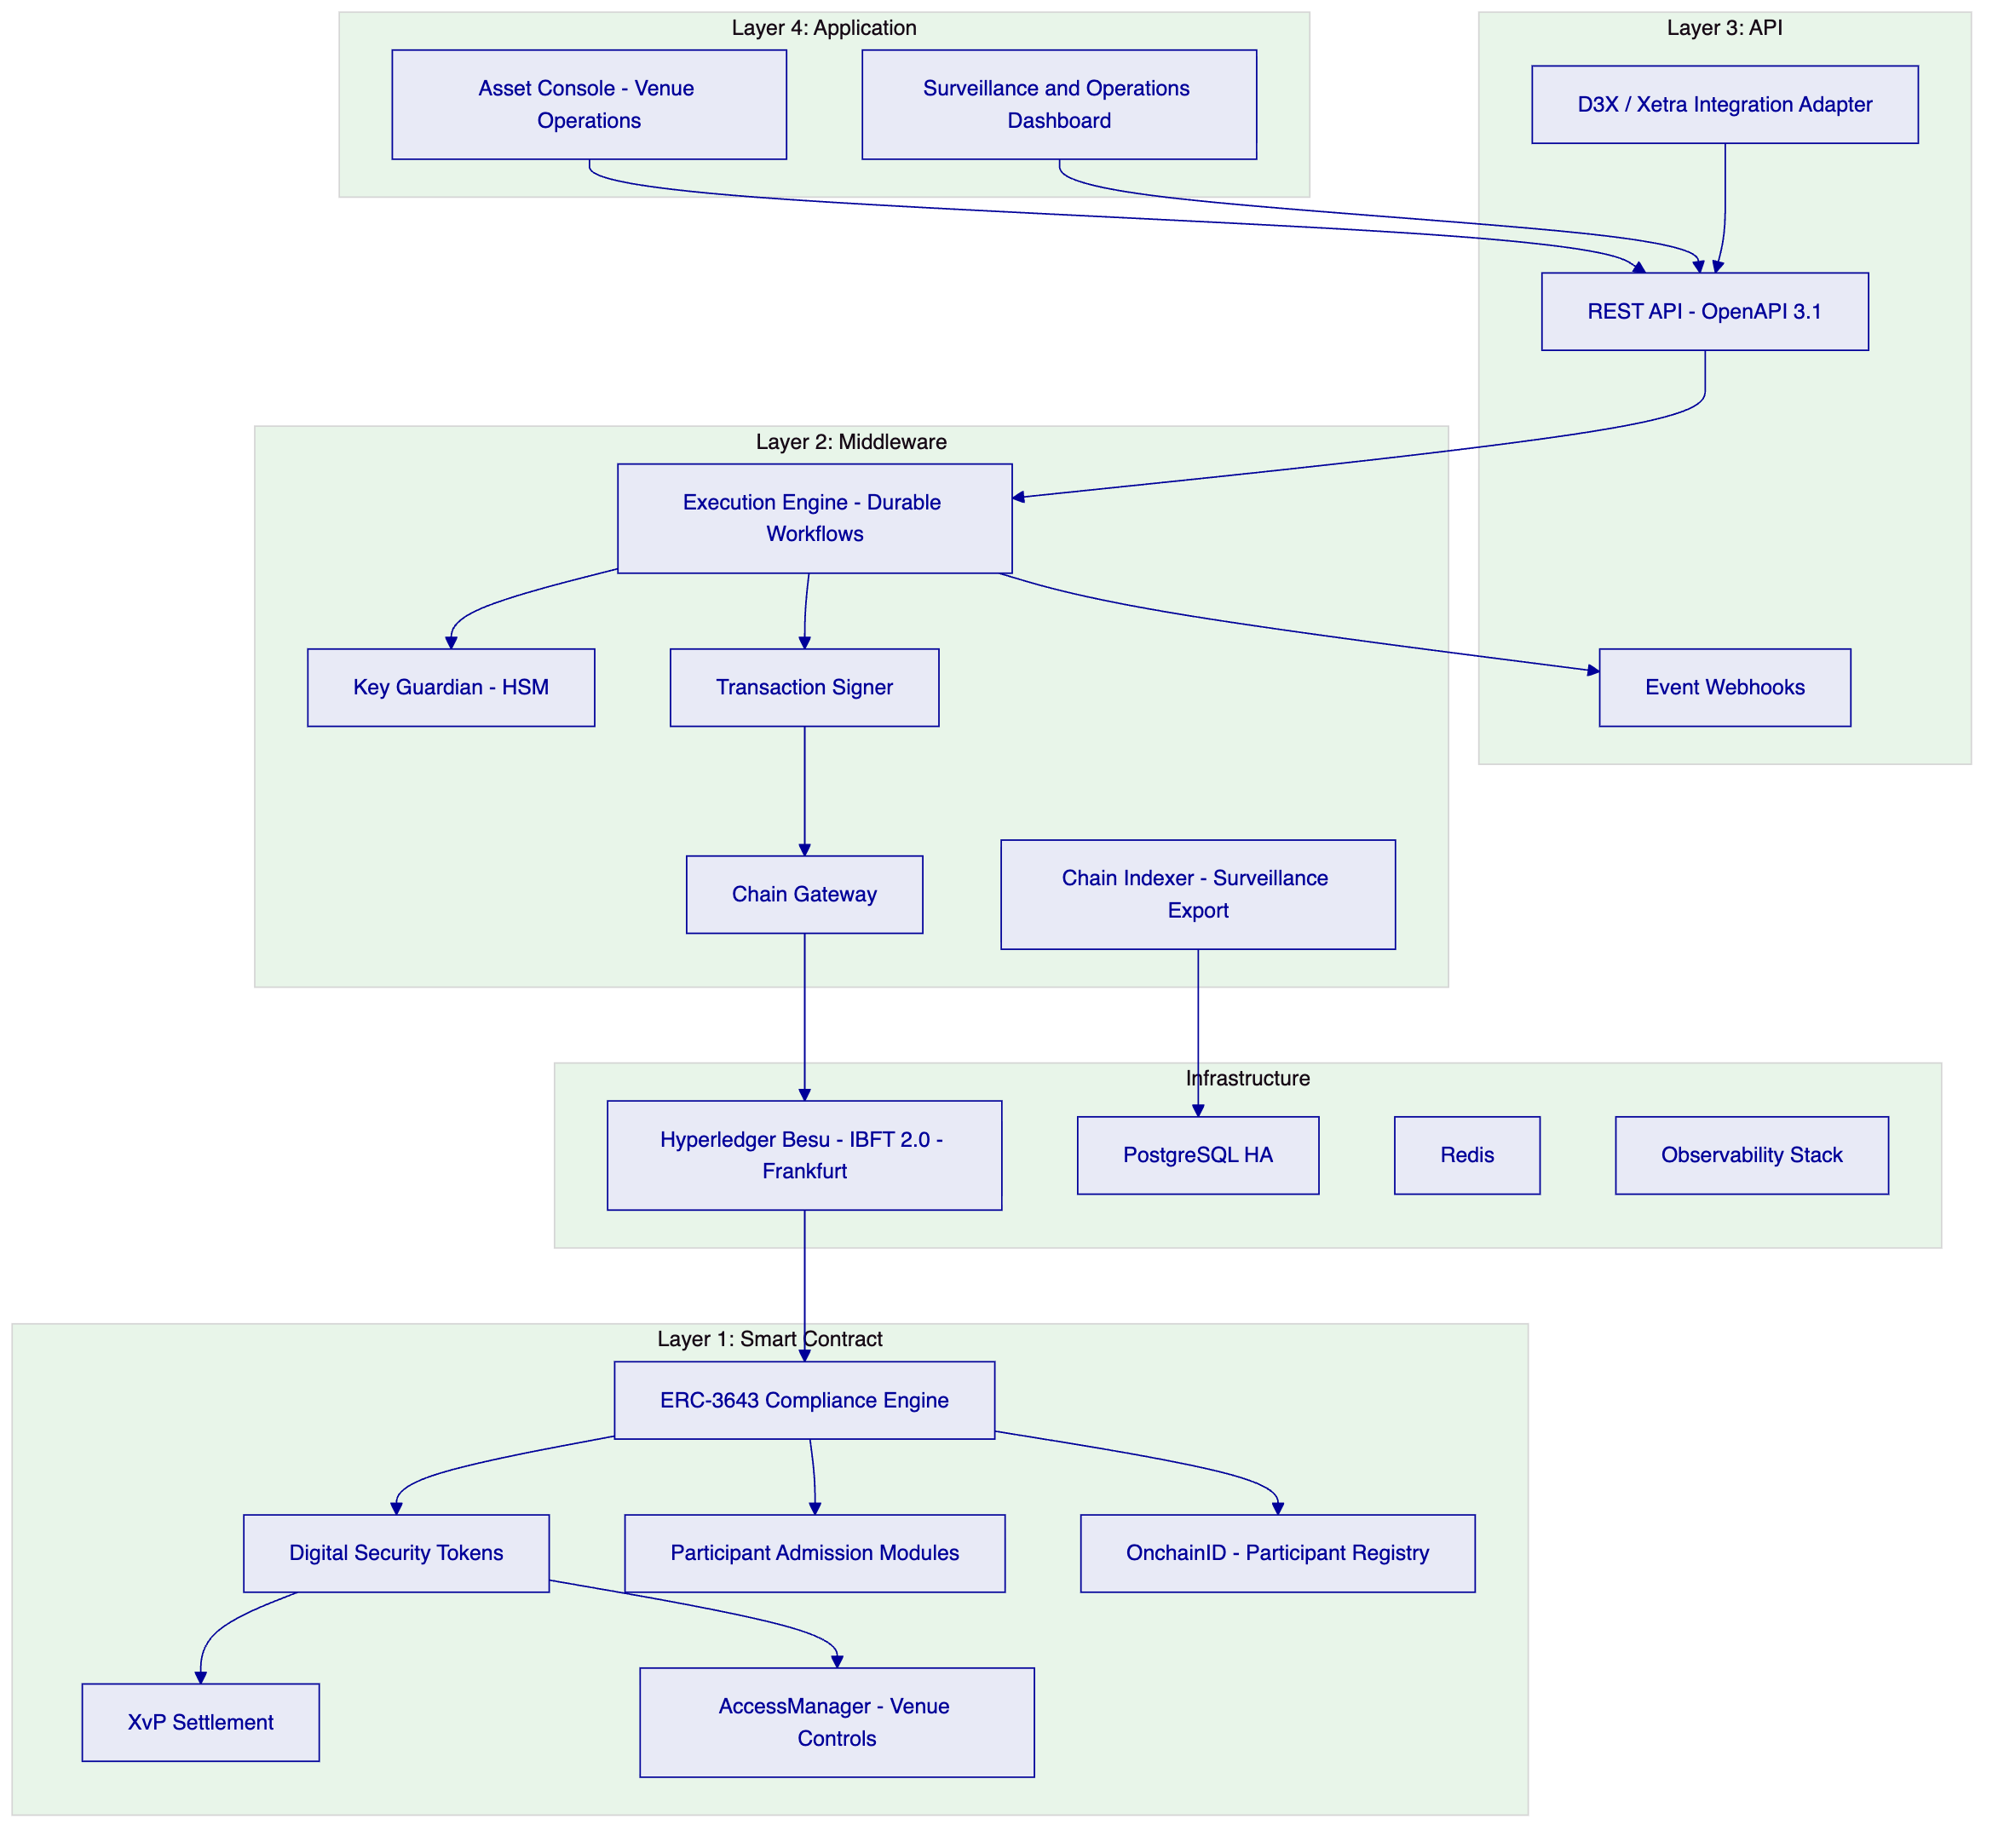 Layer 4: Application
Asset Console - Venue
Operations
Surveillance and Operations
Dashboard
Layer 3: API
D3X / Xetra Integration Adapter
REST API - OpenAPI 3.1
Event Webhooks
Layer 2: Middleware
Execution Engine - Durable
Workflows
Key Guardian - HSM
Transaction Signer
Chain Gateway
Chain Indexer - Surveillance
Export
Infrastructure
Hyperledger Besu - IBFT 2.0 -
Frankfurt
PostgreSQL HA
Redis
Observability Stack
Layer 1: Smart Contract
ERC-3643 Compliance Engine
Digital Security Tokens
Participant Admission Modules
OnchainID - Participant Registry
XvP Settlement
AccessManager - Venue
Controls